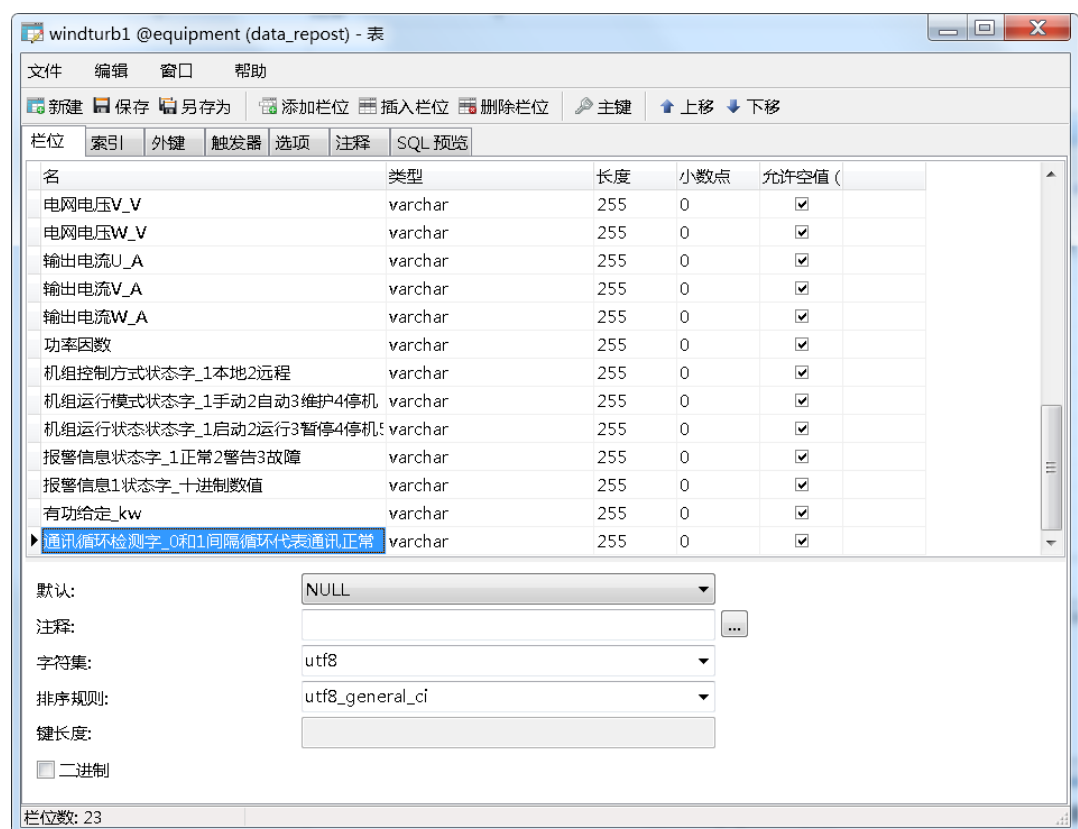 windturb1 @equipment (data_repost) - 表
文件 编辑 窗口 帮助
新建 保存 另存为 添加栏位 插入栏位 删除栏位 主键 上移 下移
栏位 索引 外键 触发器 选项 注释 SQL 预览
名 类型 长度 小数点 允许空值 (
电网电压V_V varchar 255 0
电网电压W_V varchar 255 0
输出电流U_A varchar 255 0
输出电流V_A varchar 255 0
输出电流W_A varchar 255 0
功率因数 varchar 255 0
机组控制方式状态字_1本地2远程 varchar 255 0
机组运行模式状态字_1手动2自动3维护4停机 varchar 255 0
机组运行状态状态字_1启动2运行3暂停4停机5 varchar 255 0
报警信息状态字_1正常2警告3故障 varchar 255 0
报警信息1状态字_十进制数值 varchar 255 0
有功给定_kw varchar 255 0
通讯循环检测字_0和1间隔循环代表通讯正常 varchar 255 0
默认: NULL
注释: ...
字符集: utf8
排序规则: utf8_general_ci
键长度:
二进制
栏位数: 23